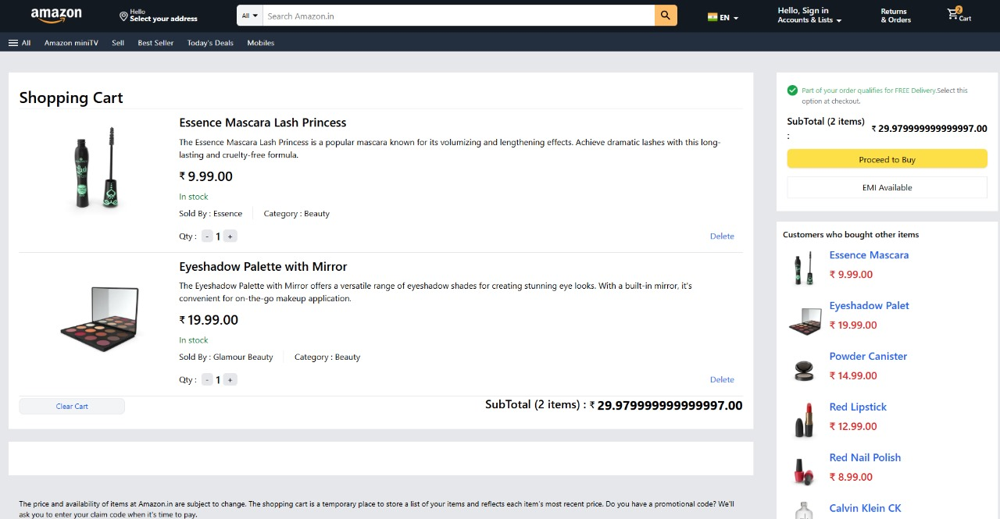 amazon
Hello
Select your address
All
Search Amazon.in
EN
Hello, Sign in
Accounts & Lists
Returns
& Orders
2
Cart
All
Amazon miniTV
Sell
Best Seller
Today's Deals
Mobiles
Shopping Cart
Essence Mascara Lash Princess
The Essence Mascara Lash Princess is a popular mascara known for its volumizing and lengthening effects. Achieve dramatic lashes with this long-
lasting and cruelty-free formula.
₹ 9.99.00
In stock
Sold By : Essence
Category : Beauty
Qty : - 1 +
Delete
Eyeshadow Palette with Mirror
The Eyeshadow Palette with Mirror offers a versatile range of eyeshadow shades for creating stunning eye looks. With a built-in mirror, it's
convenient for on-the-go makeup application.
₹ 19.99.00
In stock
Sold By : Glamour Beauty
Category : Beauty
Qty : - 1 +
Delete
Clear Cart
SubTotal (2 items) : ₹ 29.979999999999997.00
The price and availability of items at Amazon.in are subject to change. The shopping cart is a temporary place to store a list of your items and reflects each item's most recent price. Do you have a promotional code? We'll
ask you to enter your claim code when it's time to pay.
Part of your order qualifies for FREE Delivery.Select this
option at checkout.
SubTotal (2 items)
:
₹ 29.979999999999997.00
Proceed to Buy
EMI Available
Customers who bought other items
Essence Mascara
₹ 9.99.00
Eyeshadow Palet
₹ 19.99.00
Powder Canister
₹ 14.99.00
Red Lipstick
₹ 12.99.00
Red Nail Polish
₹ 8.99.00
Calvin Klein CK